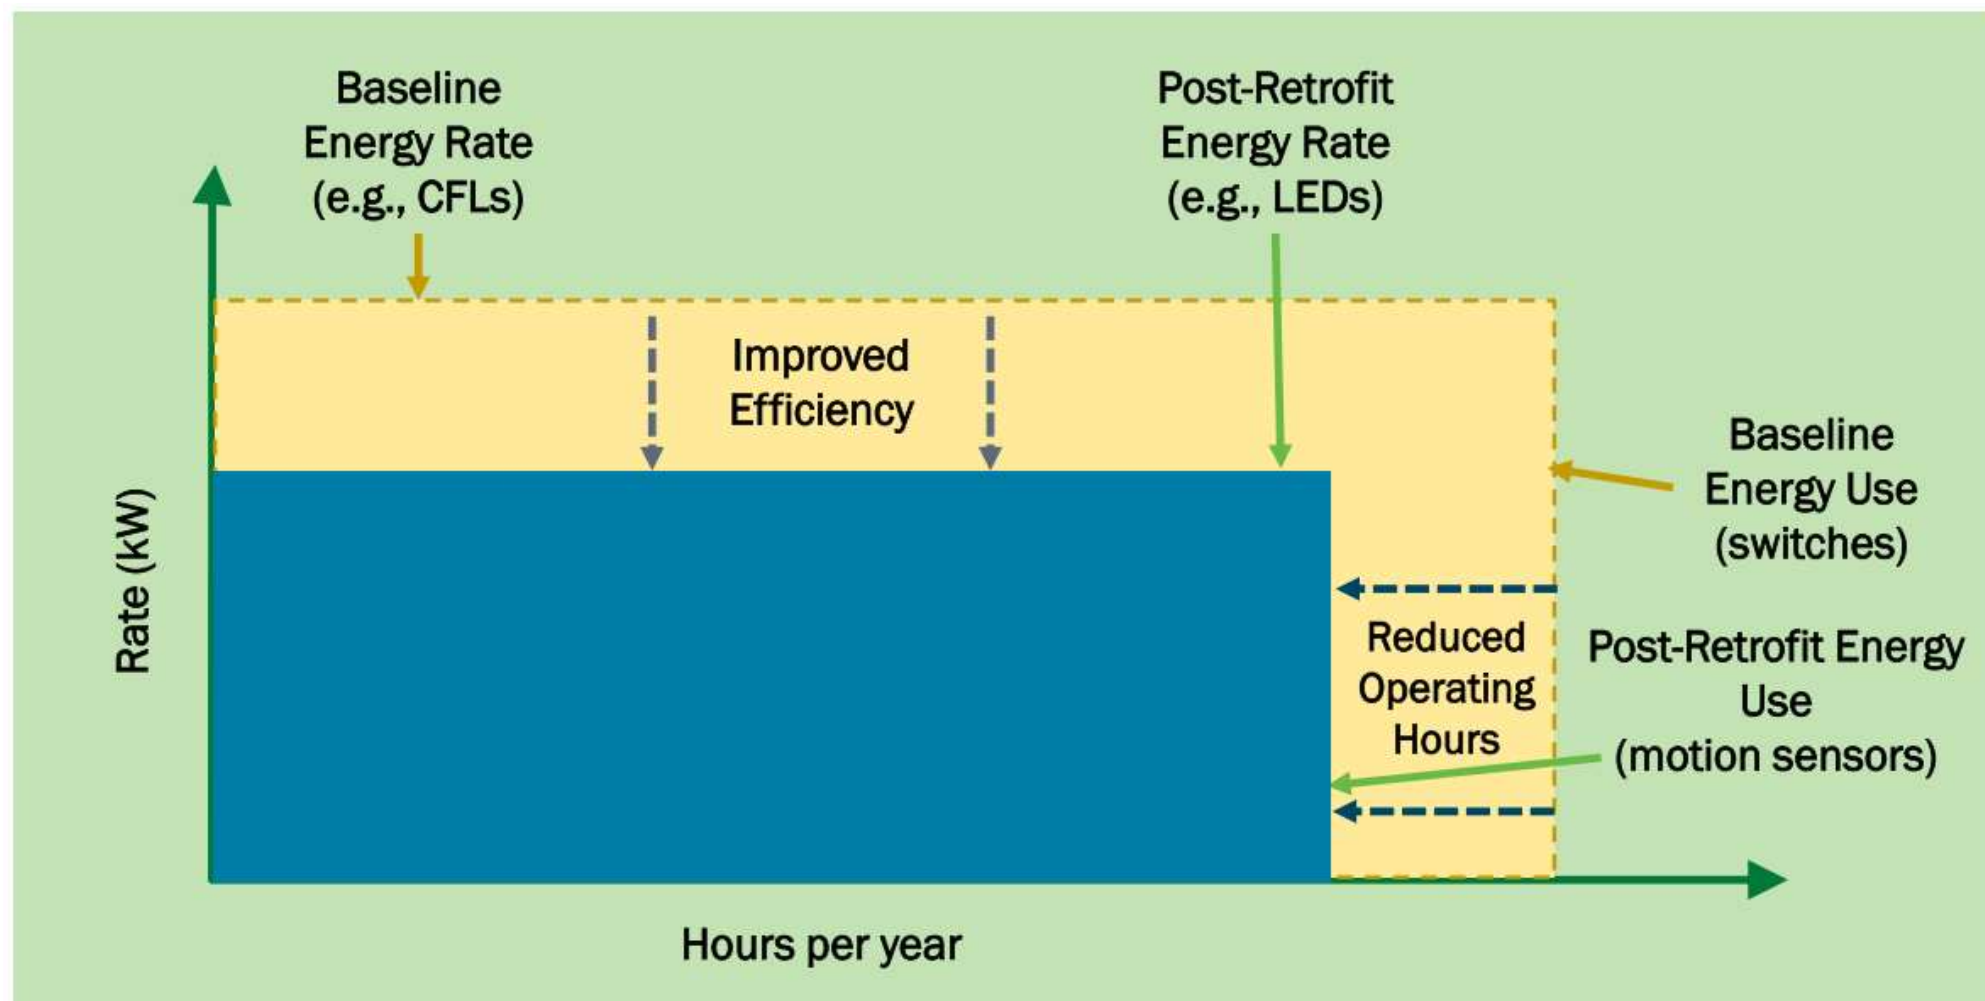 Baseline
Energy Rate
(e.g., CFLs)
Post-Retrofit
Energy Rate
(e.g., LEDs)
Improved
Efficiency
Baseline
Energy Use
(switches)
Rate (kW)
Reduced
Operating
Hours
Post-Retrofit Energy
Use
(motion sensors)
Hours per year